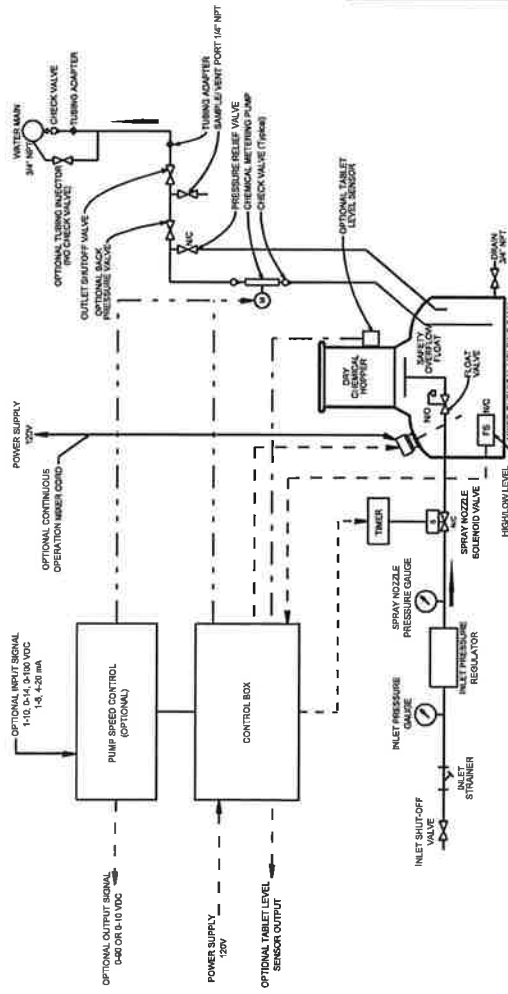 WATER MAIN
3/4" NPT
CHECK VALVE
TUBING ADAPTER
OPTIONAL TUBING INJECTOR
(NO CHECK VALVE)
OUTLET SHUTOFF VALVE
OPTIONAL BACK
PRESSURE VALVE
TUBING ADAPTER
SAMPLE/ VENT PORT 1/4" NPT
N/C
PRESSURE RELIEF VALVE
CHEMICAL METERING PUMP
CHECK VALVE (Typical)
M
OPTIONAL TABLET
LEVEL SENSOR
DRAIN
3/4" NPT.
POWER SUPPLY
120V
OPTIONAL CONTINUOUS
OPERATION MIXER CORD
DRY
CHEMICAL
HOPPER
SAFETY
OVERFLOW
FLOAT
N/O
FLOAT VALVE
FS
N/C
HIGH/LOW LEVEL
OPTIONAL INPUT SIGNAL
1-10, 0-14, 0-100 VDC
1-5, 4-20 mA
PUMP SPEED CONTROL
(OPTIONAL)
CONTROL BOX
TIMER
S
N/C
SPRAY NOZZLE
SOLENOID VALVE
SPRAY NOZZLE
PRESSURE GAUGE
INLET PRESSURE
REGULATOR
INLET PRESSURE
GAUGE
INLET
STRAINER
INLET SHUT-OFF
VALVE
OPTIONAL OUTPUT SIGNAL
0-90 OR 0-10 VDC
POWER SUPPLY
120V
OPTIONAL TABLET LEVEL
SENSOR OUTPUT